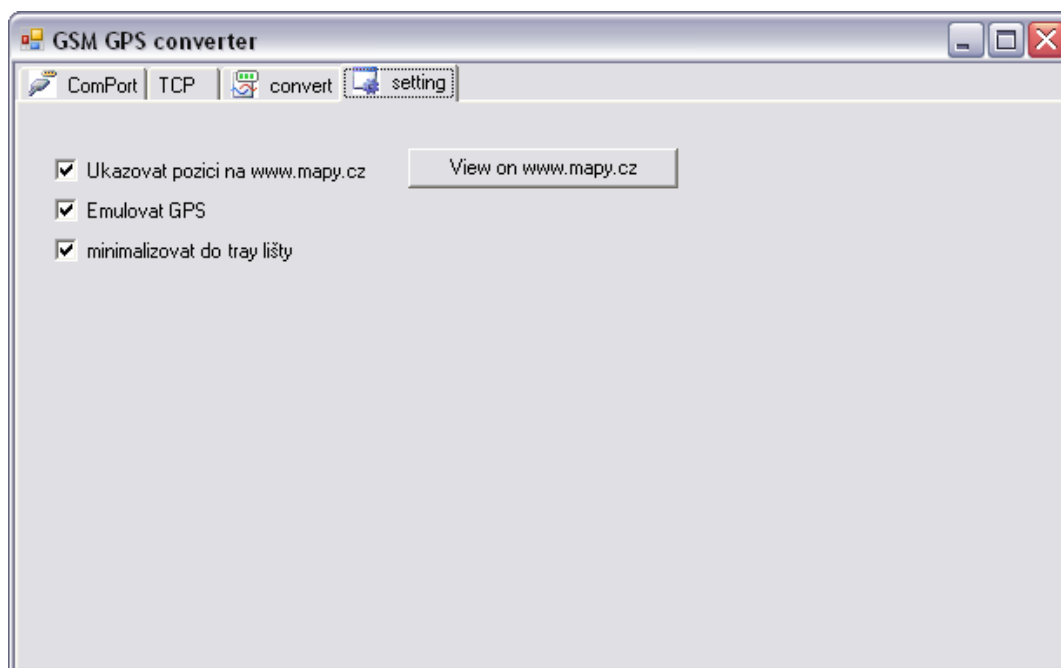 GSM GPS converter
ComPort TCP convert setting
Ukazovat pozici na www.mapy.cz View on www.mapy.cz
Emulovat GPS
minimalizovat do tray lišty